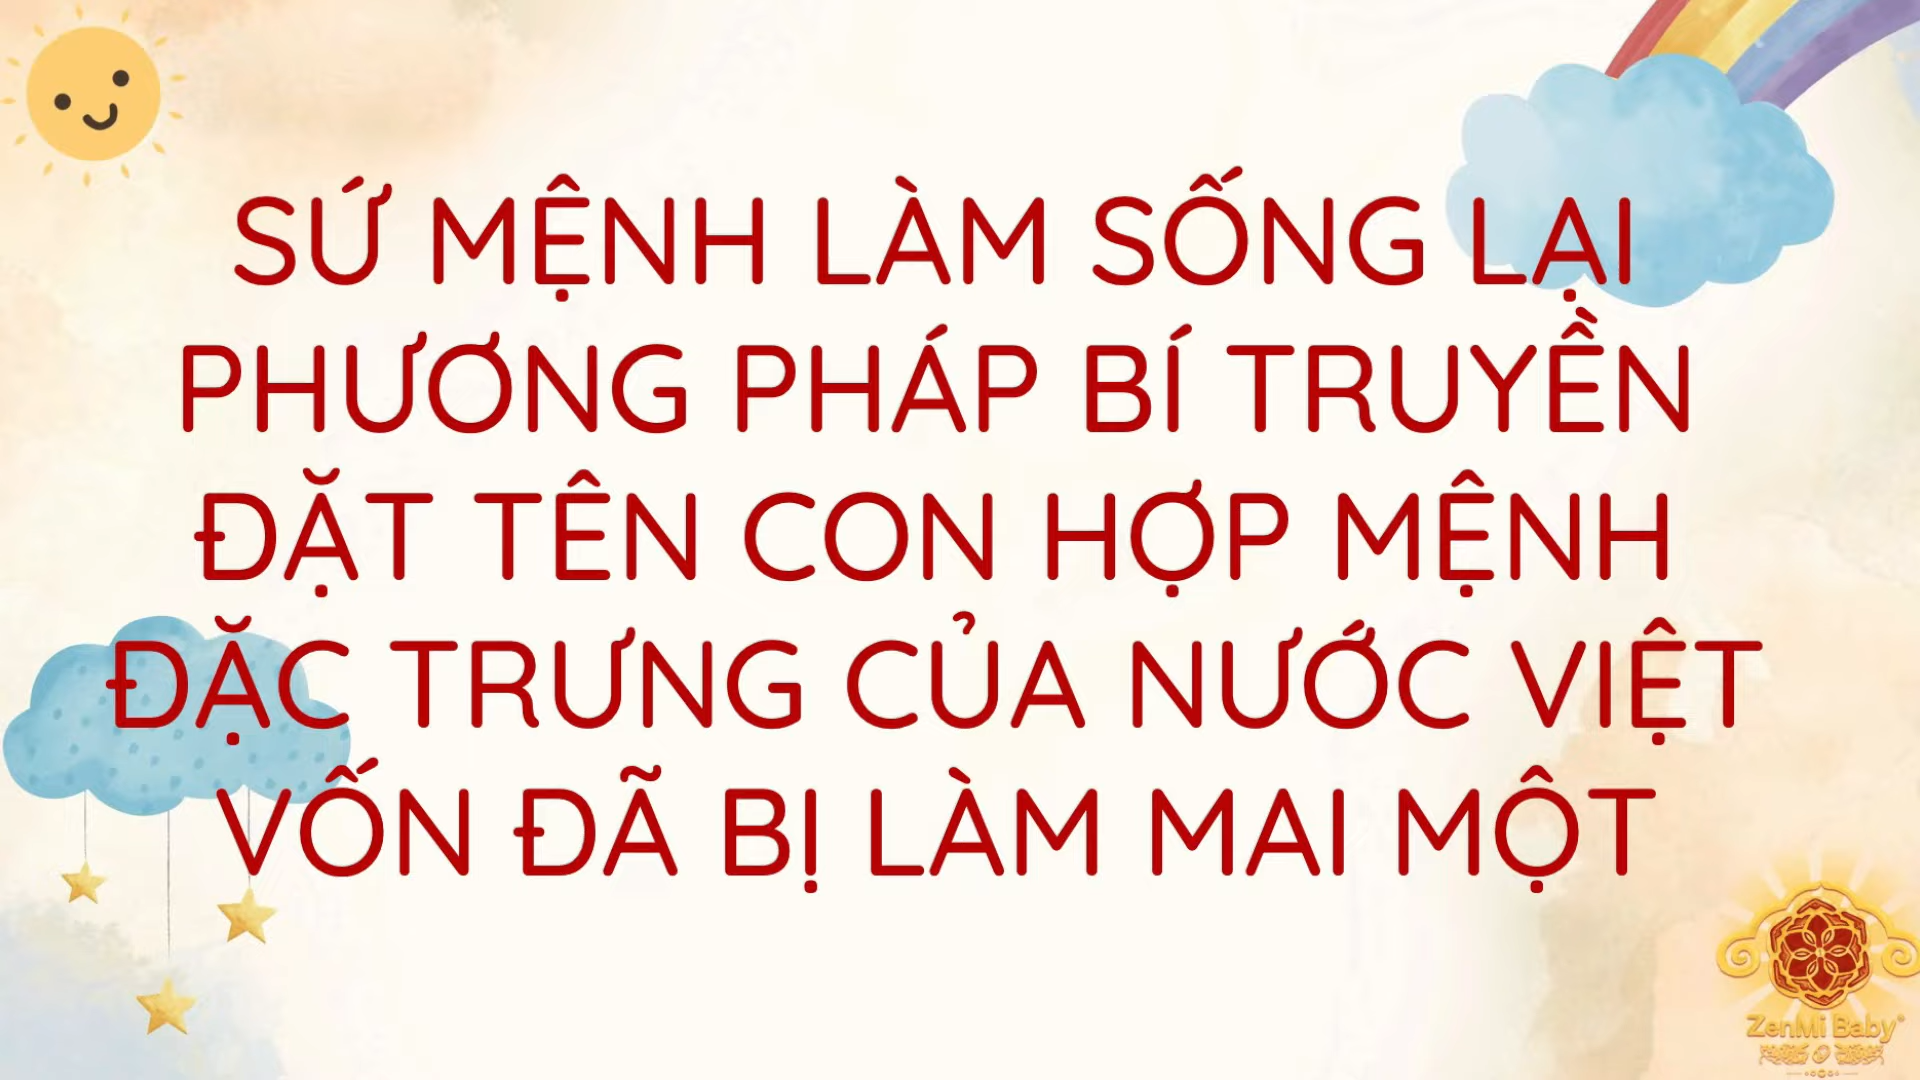 SỨ MỆNH LÀM SỐNG LẠI
PHƯƠNG PHÁP BÍ TRUYỀN
ĐẶT TÊN CON HỢP MỆNH
ĐẶC TRƯNG CỦA NƯỚC VIỆT
VỐN ĐÃ BỊ LÀM MAI MỘT
ZenMi Baby®